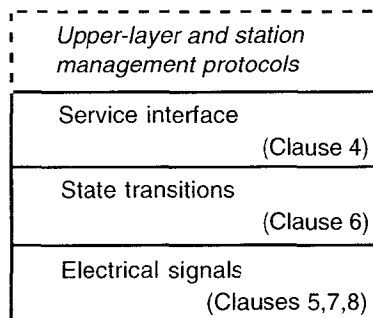 Upper-layer and station
management protocols
Service interface
(Clause 4)
State transitions
(Clause 6)
Electrical signals
(Clauses 5,7,8)